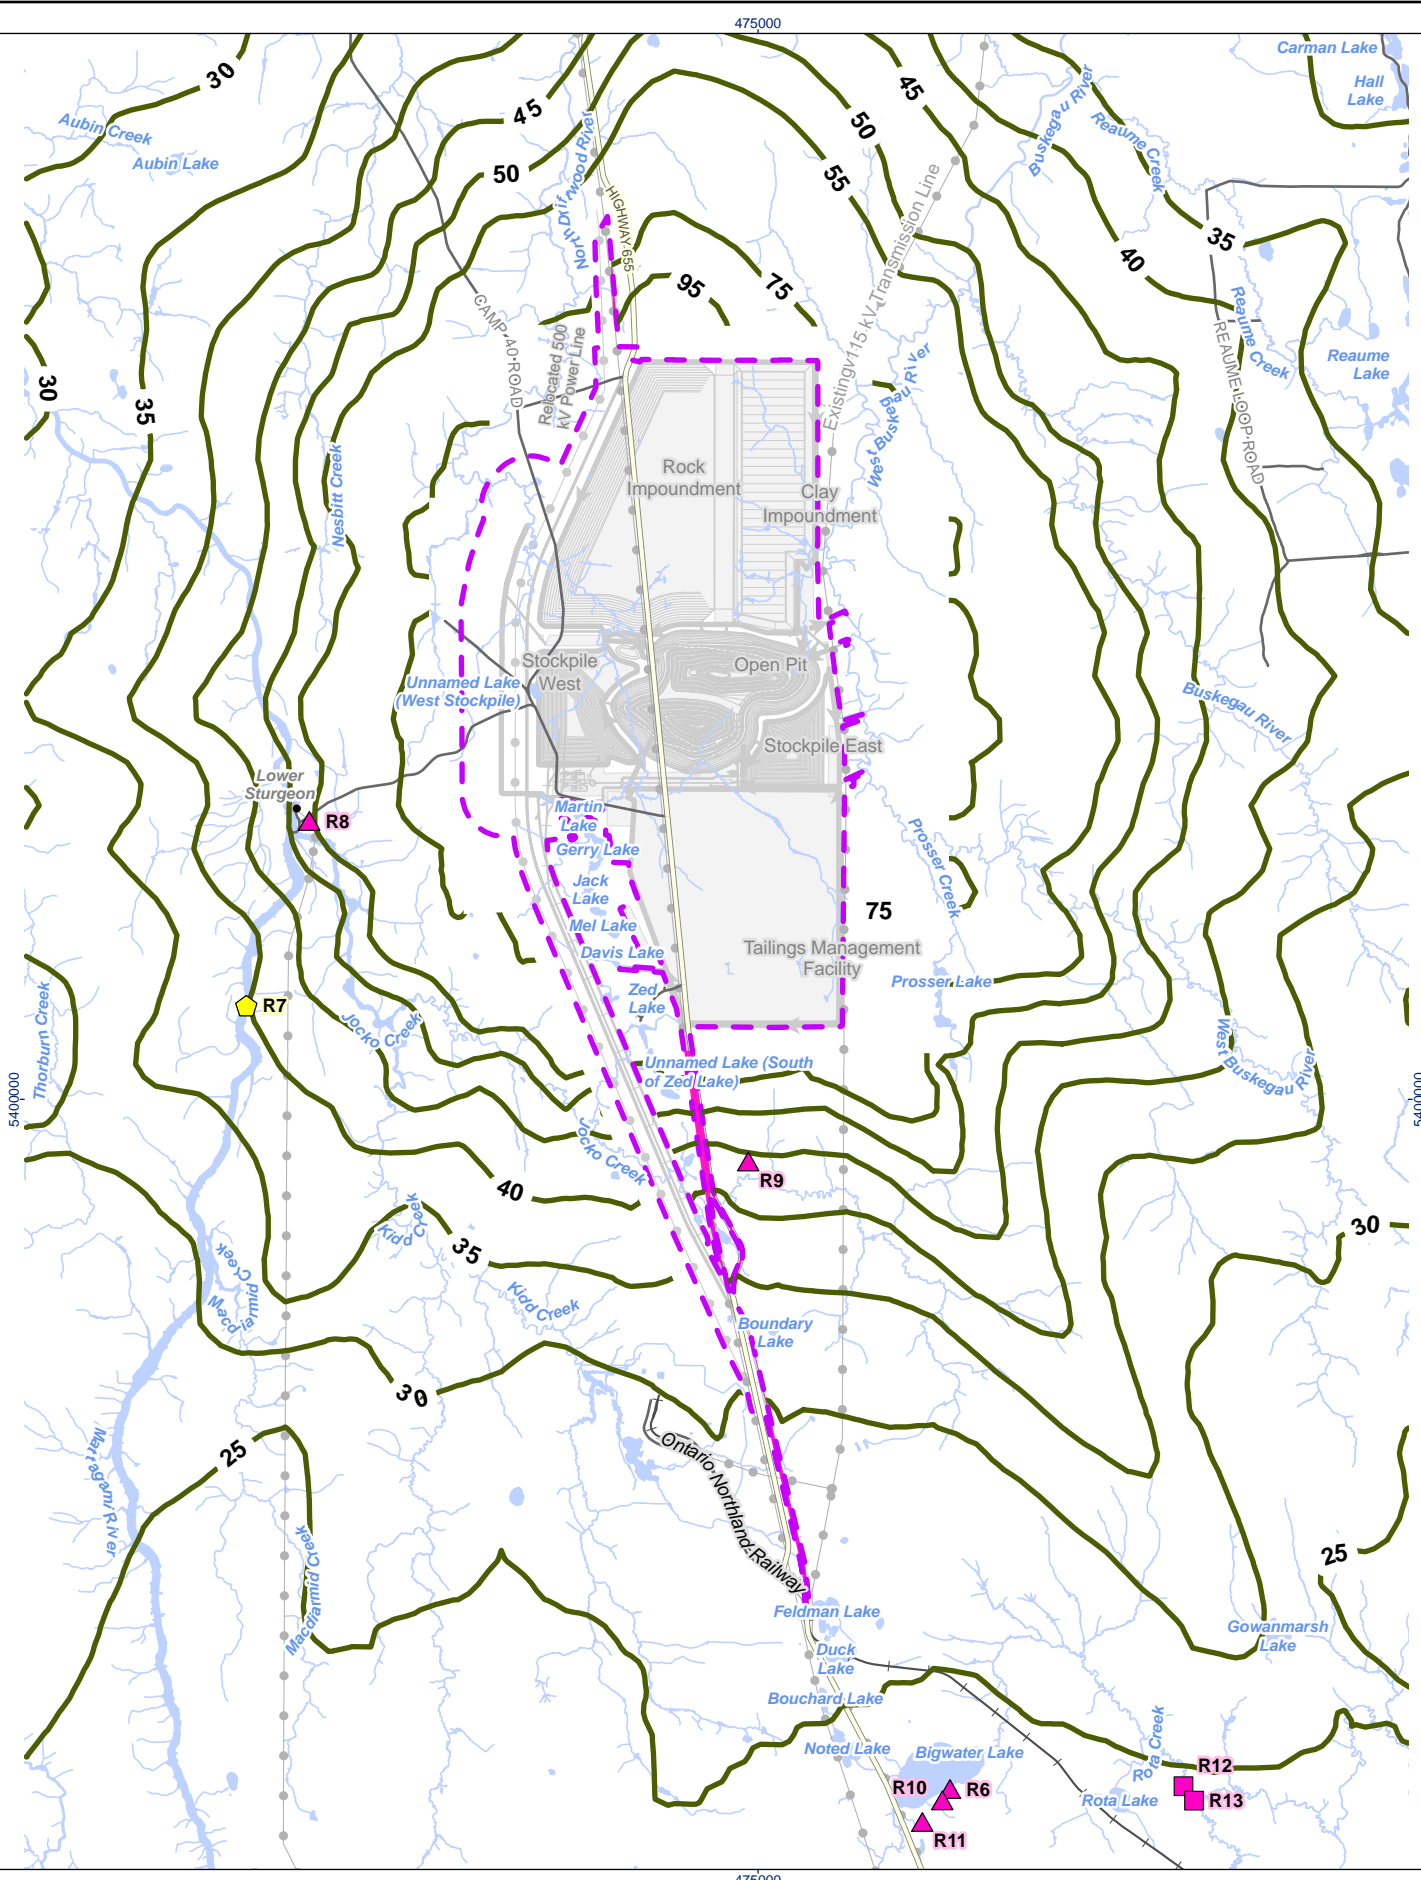 475000
Carman Lake
Hall
Lake
30
45
45
50
50
55
Aubin Creek
Aubin Lake
North Driftwood River
HIGHWAY 655
Buskegau River
Reaume Creek
35
40
95
75
CAMP 40 ROAD
Relocated 500
kV Power Line
Existing 115 kV Transmission Line
West Buskegau River
Reaume Creek
REAUME LOOP ROAD
Reaume
Lake
30
35
Nesbitt Creek
Rock
Impoundment
Clay
Impoundment
Stockpile
West
Open Pit
Unnamed Lake
(West Stockpile)
Buskegau River
Stockpile East
Lower
Sturgeon
R8
Martin
Lake
Gerry Lake
Jack
Lake
Mel Lake
Davis Lake
Zed
Lake
Prosser Creek
75
Tailings Management
Facility
Prosser Lake
R7
Thorburn Creek
Jocko Creek
Unnamed Lake (South
of Zed Lake)
West Buskegau River
5400000
5400000
Jocko Creek
R9
40
Kidd Creek
35
30
Macdiarmid Creek
Kidd Creek
Boundary
Lake
30
25
Mattagami River
Ontario Northland Railway
Macdiarmid Creek
25
Feldman Lake
Gowanmarsh
Lake
Duck
Lake
Bouchard Lake
Noted Lake
Bigwater Lake
Rota Creek
R12
R10
R6
Rota Lake
R13
R11
475000